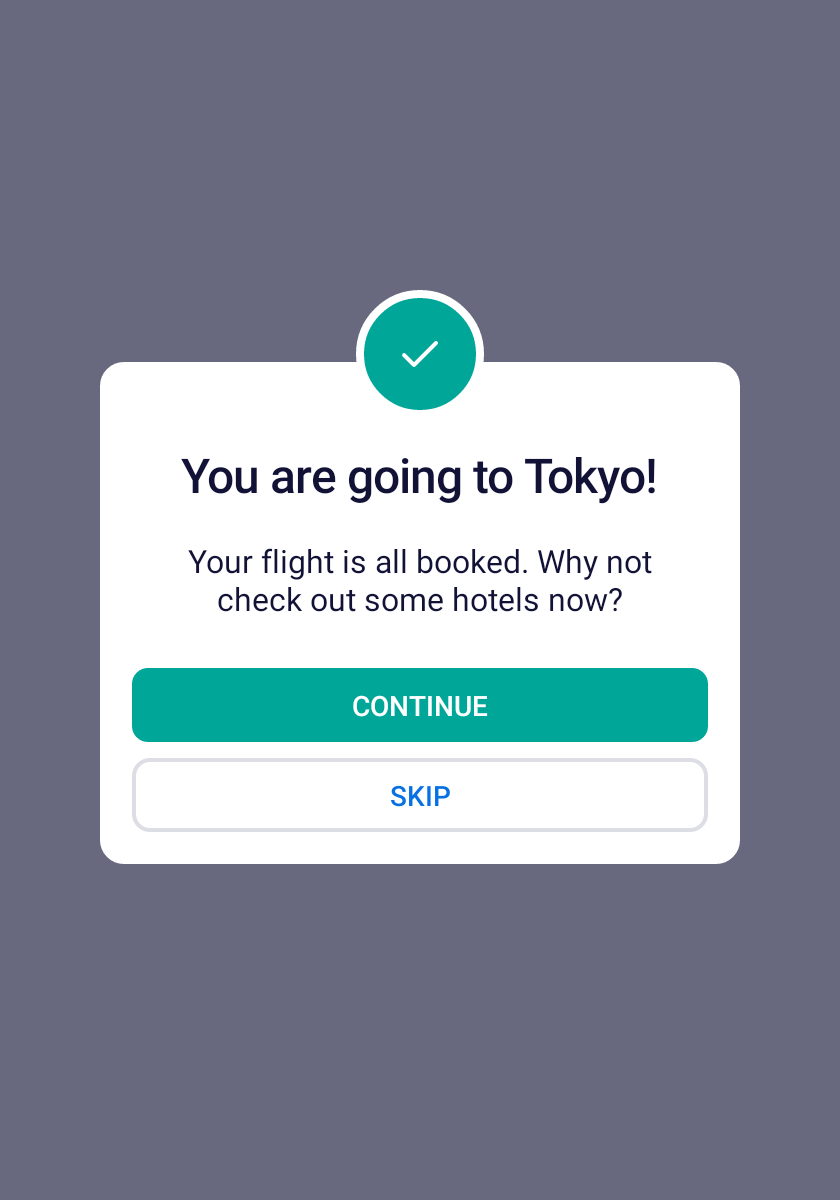 You are going to Tokyo!
Your flight is all booked. Why not
check out some hotels now?
CONTINUE
SKIP